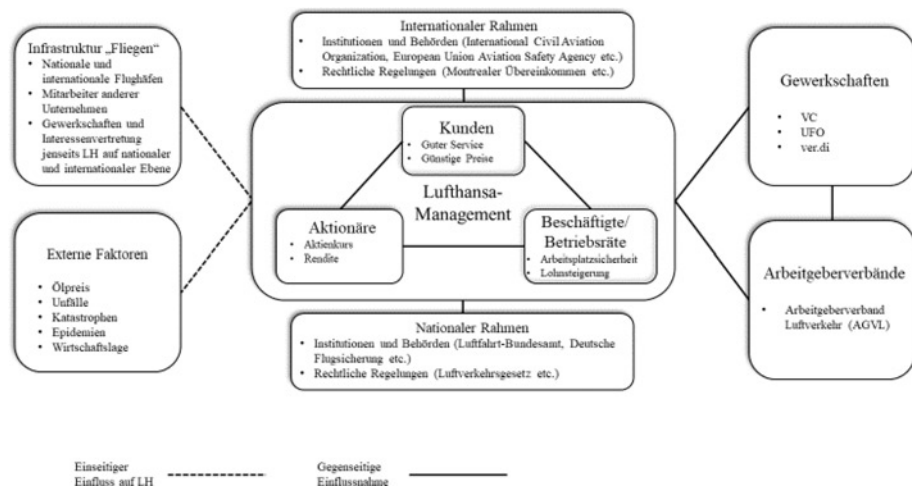 Internationaler Rahmen
• Institutionen und Behörden (International Civil Aviation
Organization, European Union Aviation Safety Agency etc.)
• Rechtliche Regelungen (Montrealer Übereinkommen etc.)
Infrastruktur „Fliegen“
• Nationale und
internationale Flughäfen
• Mitarbeiter anderer
Unternehmen
• Gewerkschaften und
Interessenvertretung
jenseits LH auf nationaler
und internationaler Ebene
Externe Faktoren
• Ölpreis
• Unfälle
• Katastrophen
• Epidemien
• Wirtschaftslage
Kunden
• Guter Service
• Günstige Preise
Lufthansa-
Management
Aktionäre
• Aktienkurs
• Rendite
Beschäftigte/
Betriebsräte
• Arbeitsplatzsicherheit
• Lohnsteigerung
Nationaler Rahmen
• Institutionen und Behörden (Luftfahrt-Bundesamt, Deutsche
Flugsicherung etc.)
• Rechtliche Regelungen (Luftverkehrsgesetz etc.)
Gewerkschaften
• VC
• UFO
• ver.di
Arbeitgeberverbände
• Arbeitgeberverband
Luftverkehr (AGVL)
Einseitiger
Einfluss auf LH
Gegenseitige
Einflussnahme